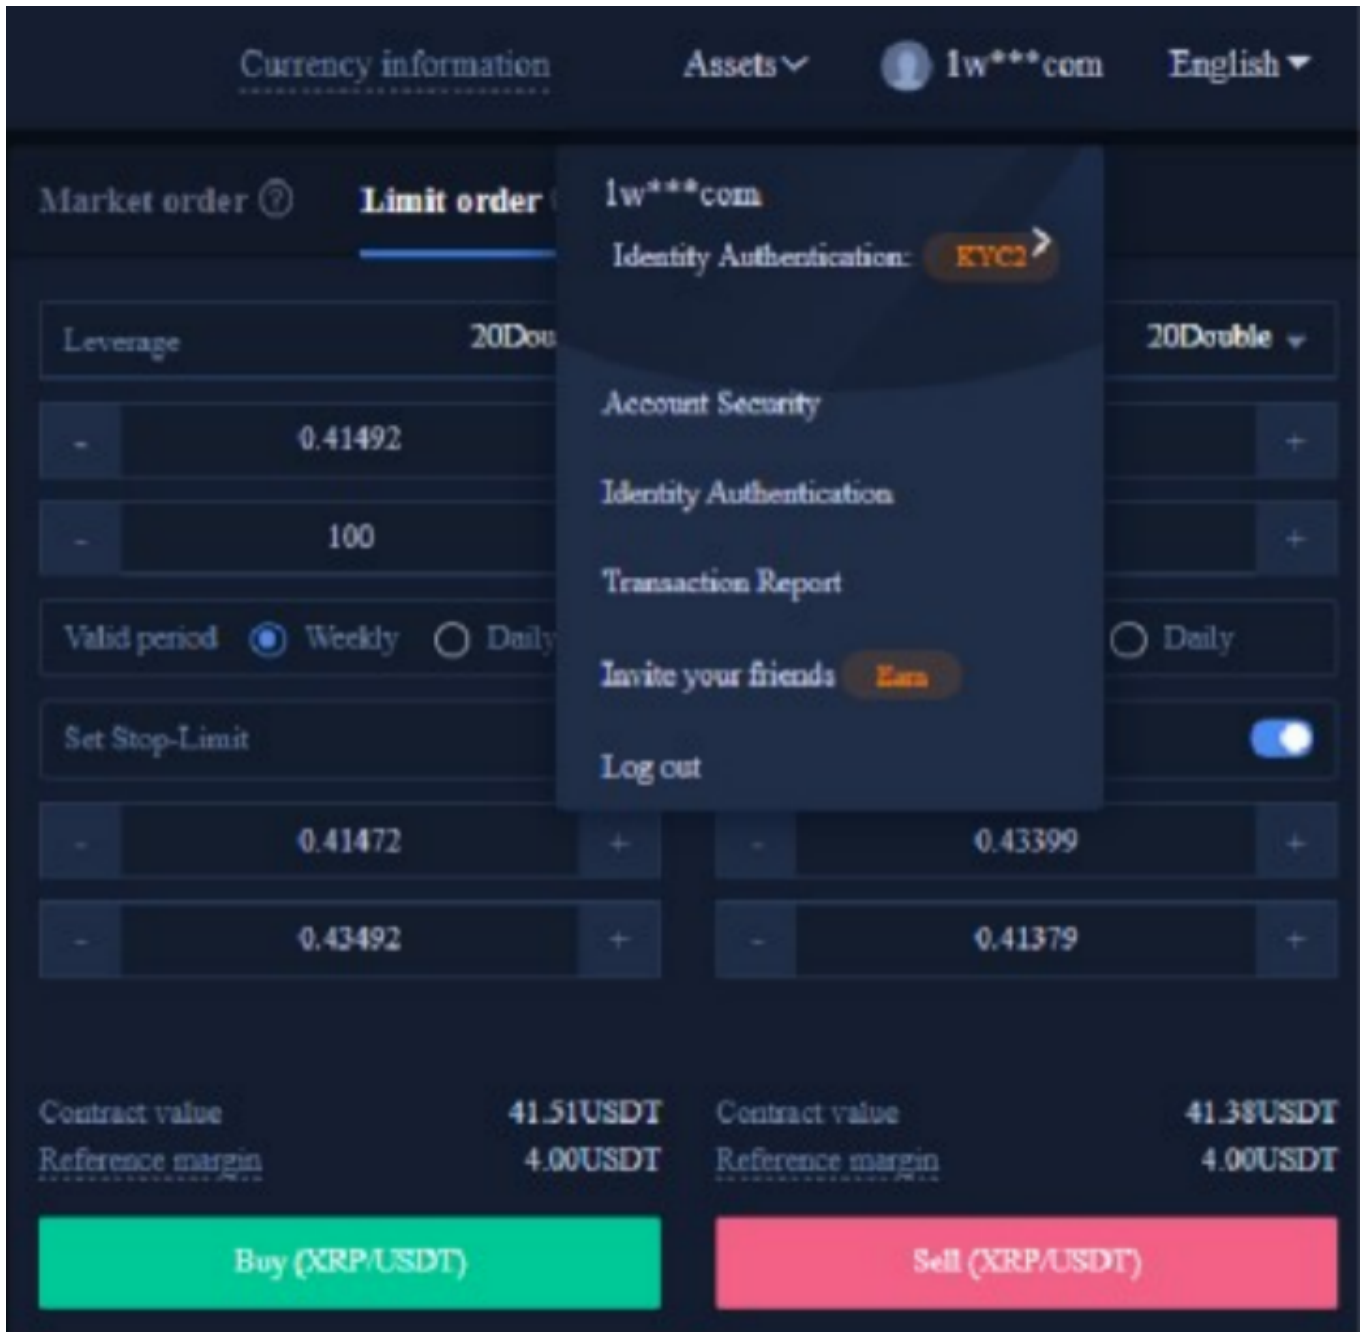 Currency information Assets 1w***com English
Market order ? Limit order
1w***com
Identity Authentication: KYC2
Leverage 20Dou 20Double
Account Security
- 0.41492 +
Identity Authentication
- 100 +
Transaction Report
Valid period Weekly Daily Daily
Invite your friends Earn
Set Stop-Limit
Log out
- 0.41472 + - 0.43399 +
- 0.43492 + - 0.41379 +
Contract value 41.51USDT Contract value 41.38USDT
Reference margin 4.00USDT Reference margin 4.00USDT
Buy (XRP/USDT) Sell (XRP/USDT)